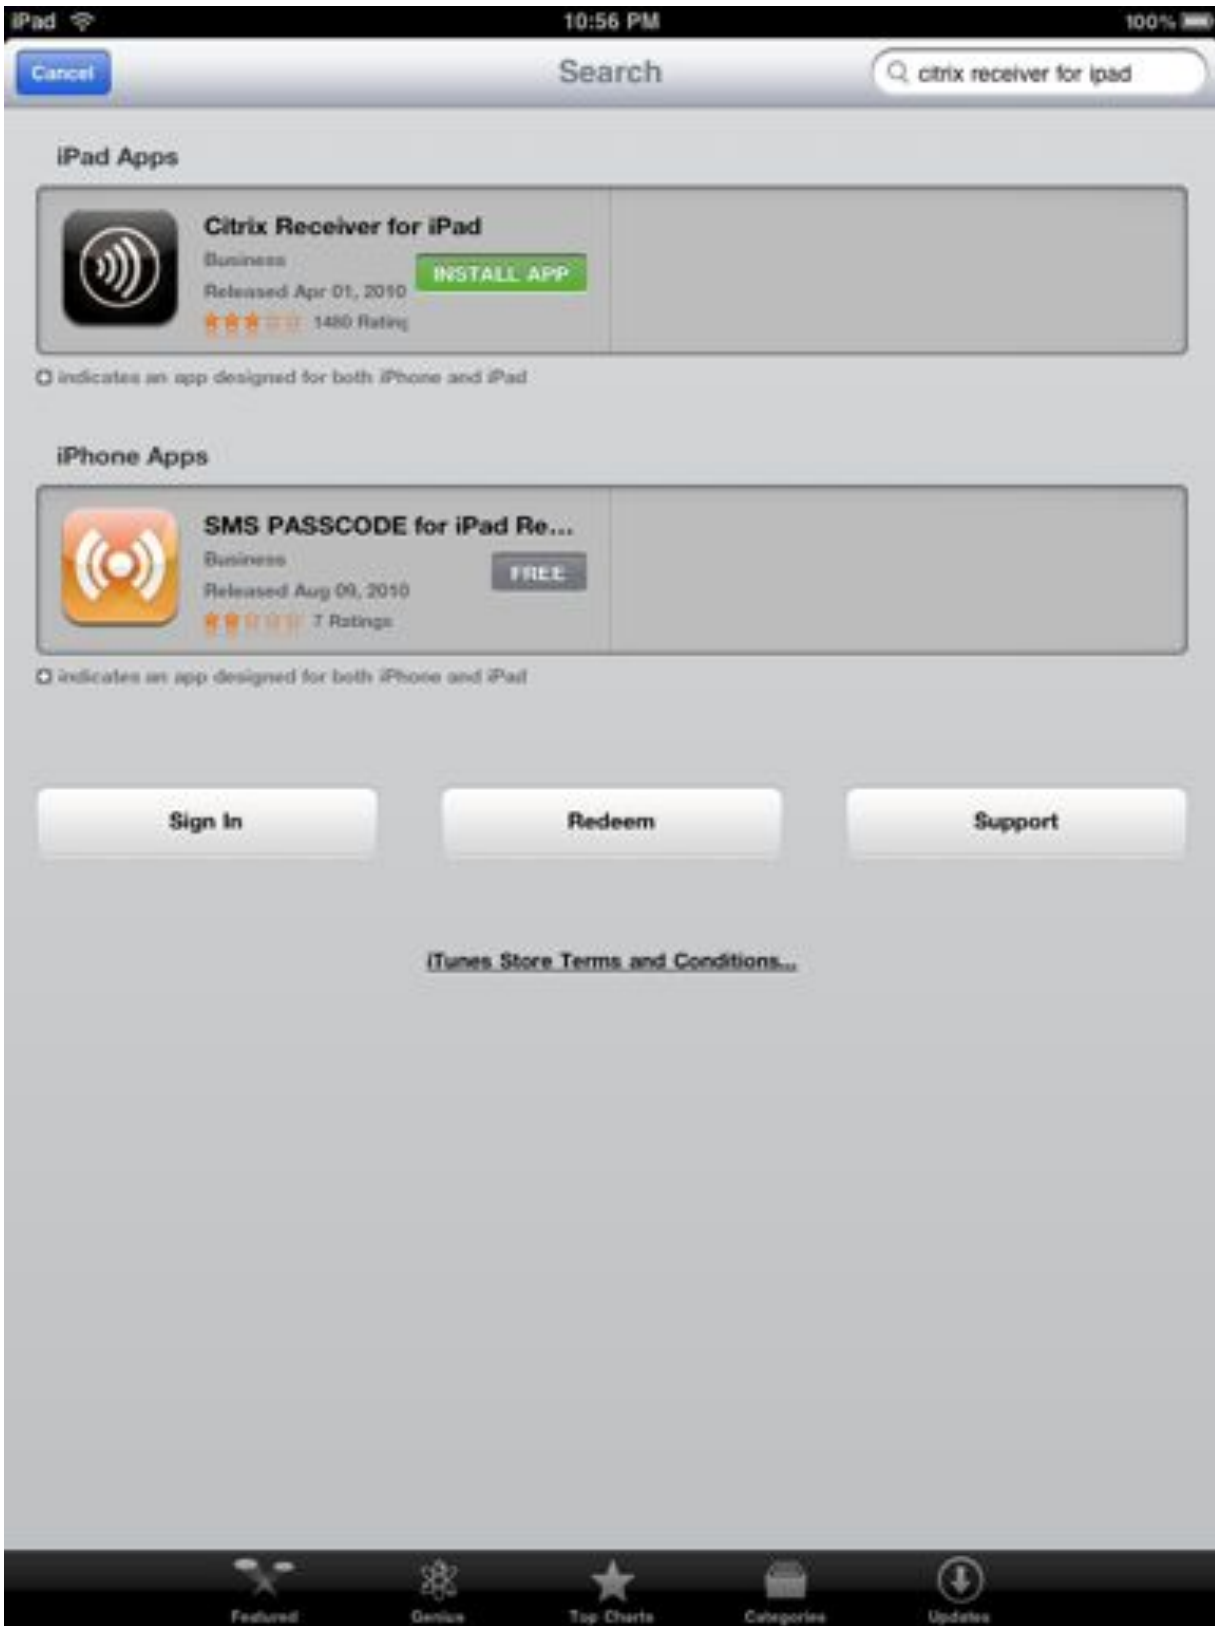 iPad 10:56 PM 100%
Cancel Search citrix receiver for ipad
iPad Apps
Citrix Receiver for iPad
Business
INSTALL APP
Released Apr 01, 2010
1480 Rating
indicates an app designed for both iPhone and iPad
iPhone Apps
SMS PASSCODE for iPad Re...
Business
FREE
Released Aug 09, 2010
7 Ratings
indicates an app designed for both iPhone and iPad
Sign In Redeem Support
iTunes Store Terms and Conditions...
Featured Genius Top Charts Categories Updates